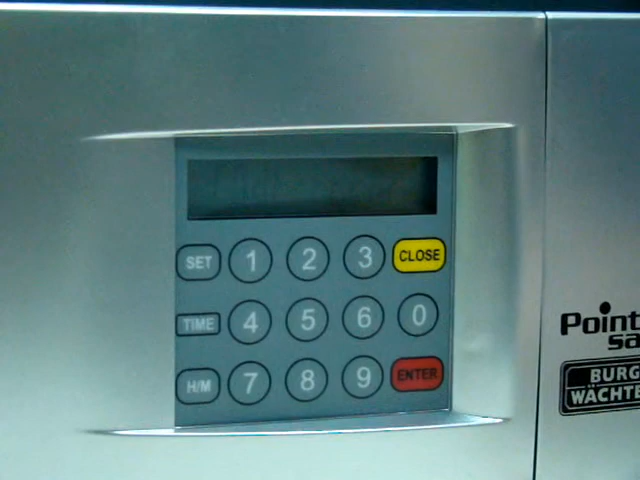 SET 1 2 3 CLOSE
TIME 4 5 6 0
H/M 7 8 9 ENTER
Point
sa
BURG
WÄCHTE